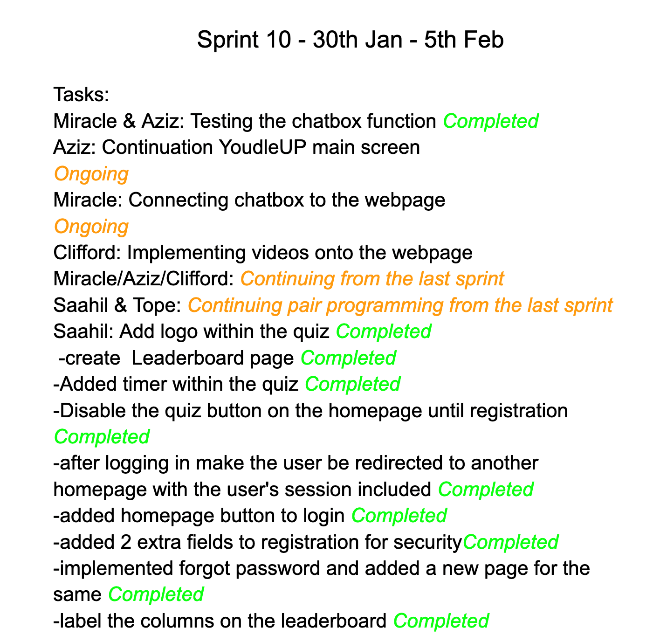 Sprint 10 - 30th Jan - 5th Feb
Tasks:
Miracle & Aziz: Testing the chatbox function Completed
Aziz: Continuation YoudleUP main screen
Ongoing
Miracle: Connecting chatbox to the webpage
Ongoing
Clifford: Implementing videos onto the webpage
Miracle/Aziz/Clifford: Continuing from the last sprint
Saahil & Tope: Continuing pair programming from the last sprint
Saahil: Add logo within the quiz Completed
-create  Leaderboard page Completed
-Added timer within the quiz Completed
-Disable the quiz button on the homepage until registration
Completed
-after logging in make the user be redirected to another
homepage with the user's session included Completed
-added homepage button to login Completed
-added 2 extra fields to registration for securityCompleted
-implemented forgot password and added a new page for the
same Completed
-label the columns on the leaderboard Completed